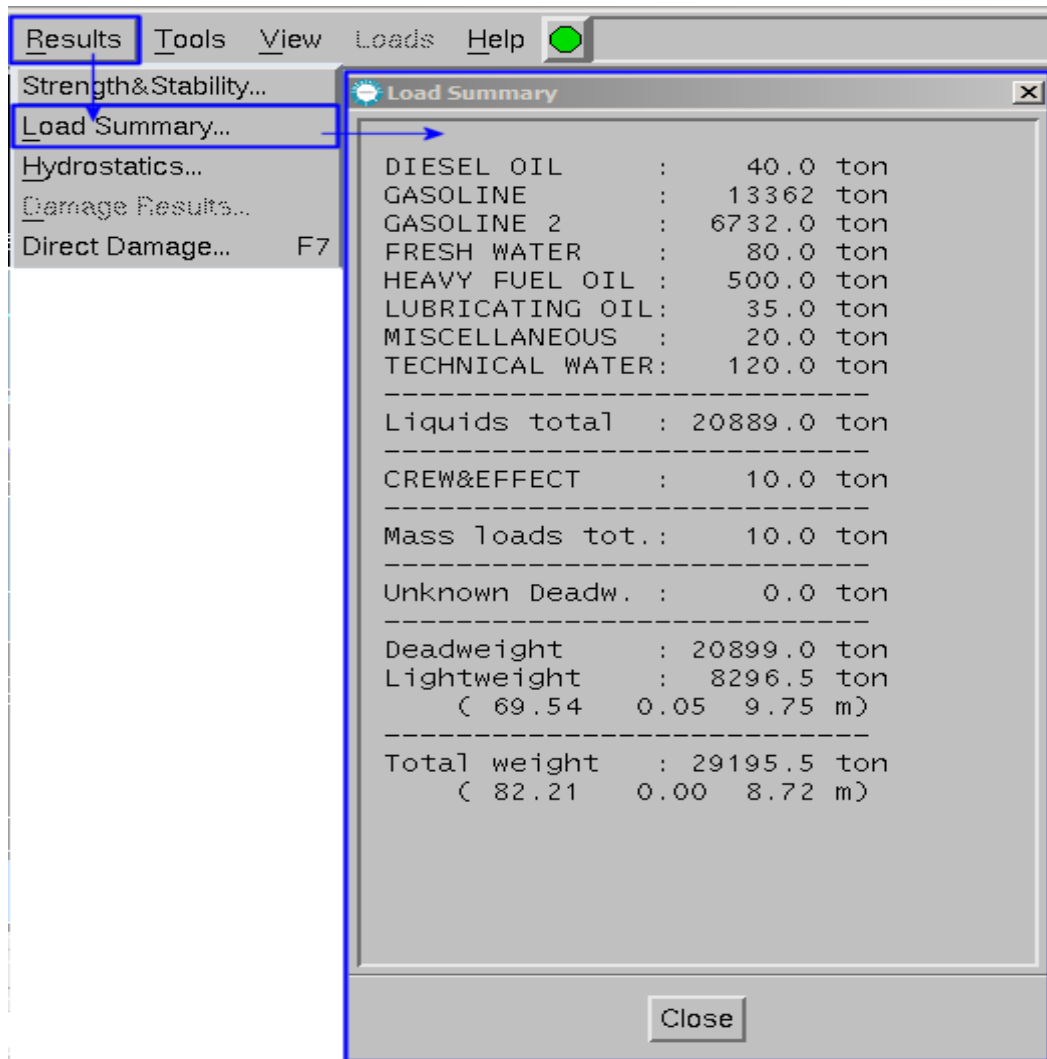 Results Tools View Loads Help
Strength&Stability...
Load Summary...
Hydrostatics...
Damage Results...
Direct Damage... F7
Load Summary
DIESEL OIL : 40.0 ton
GASOLINE : 13362 ton
GASOLINE 2 : 6732.0 ton
FRESH WATER : 80.0 ton
HEAVY FUEL OIL : 500.0 ton
LUBRICATING OIL: 35.0 ton
MISCELLANEOUS : 20.0 ton
TECHNICAL WATER: 120.0 ton
----------------------------
Liquids total : 20889.0 ton
----------------------------
CREW&EFFECT : 10.0 ton
----------------------------
Mass loads tot.: 10.0 ton
----------------------------
Unknown Deadw. : 0.0 ton
----------------------------
Deadweight : 20899.0 ton
Lightweight : 8296.5 ton
( 69.54 0.05 9.75 m)
----------------------------
Total weight : 29195.5 ton
( 82.21 0.00 8.72 m)
Close